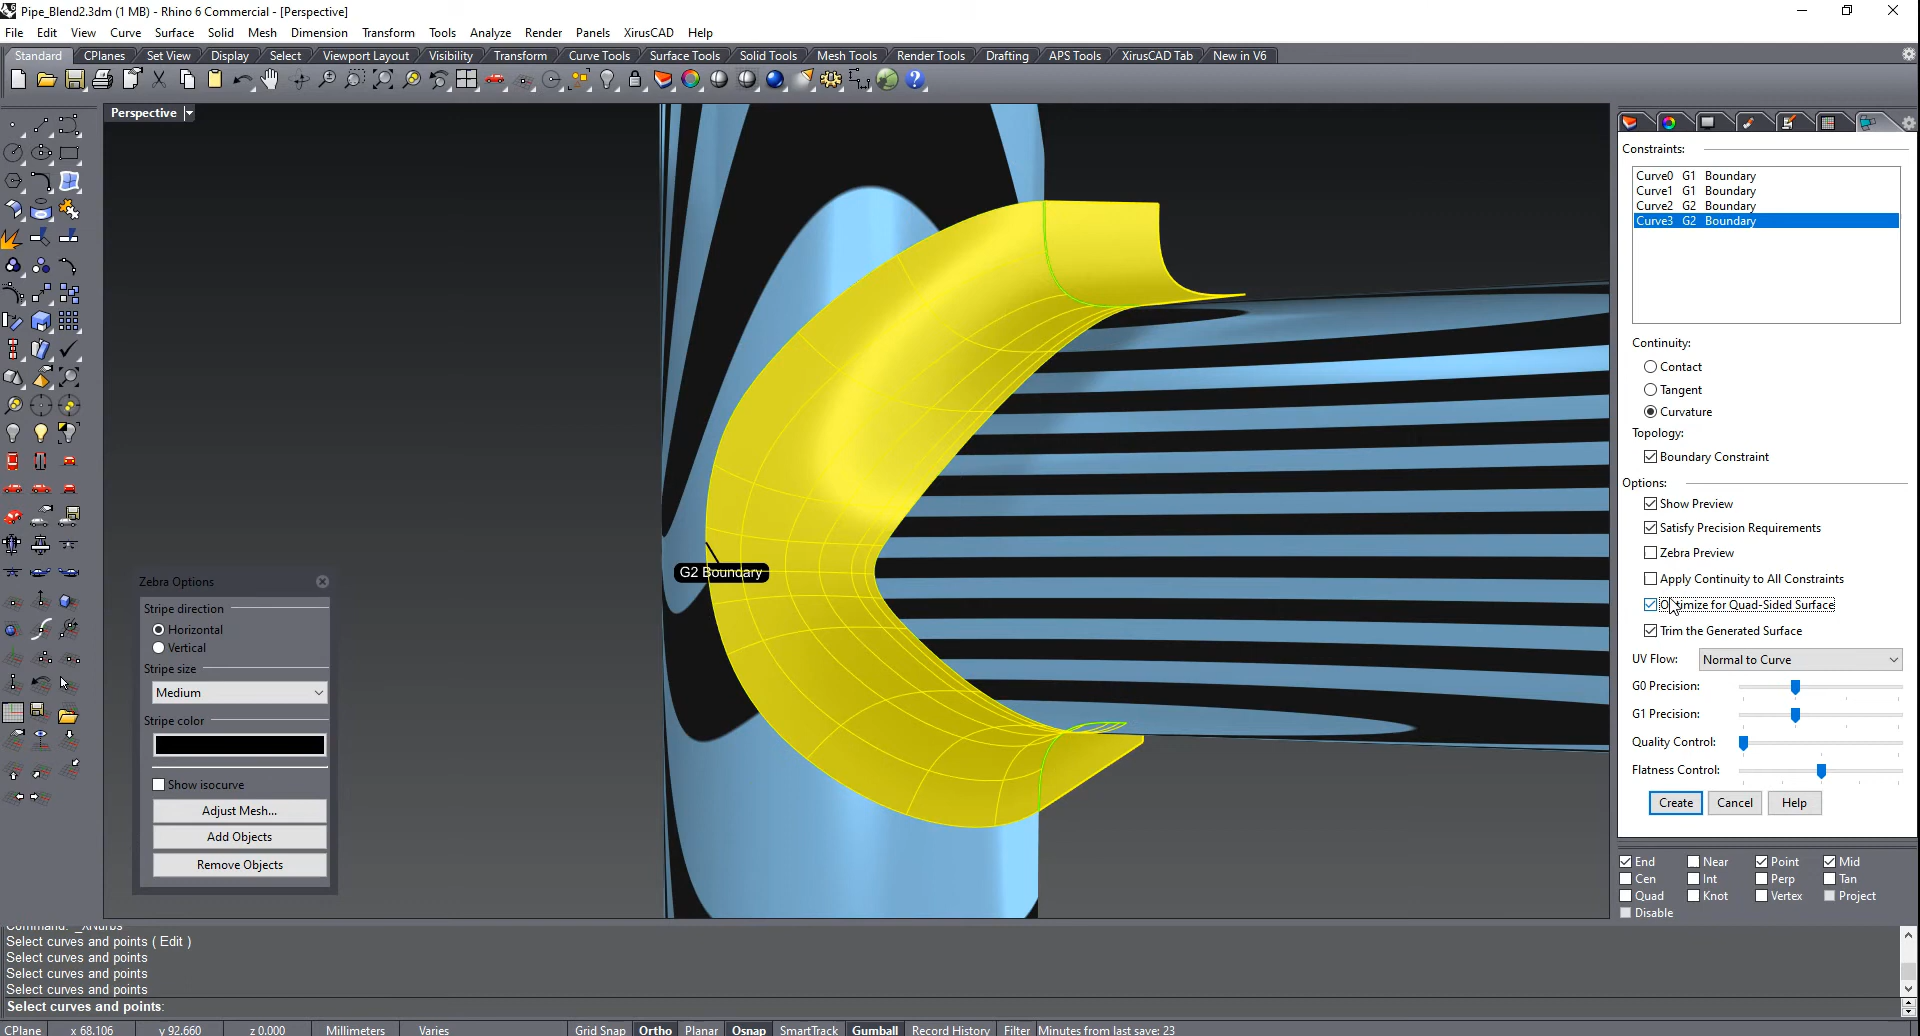 Pipe_Blend2.3dm (1 MB) - Rhino 6 Commercial - [Perspective]
File Edit View Curve Surface Solid Mesh Dimension Transform Tools Analyze Render Panels XirusCAD Help
Standard CPlanes Set View Display Select Viewport Layout Visibility Transform Curve Tools Surface Tools Solid Tools Mesh Tools Render Tools Drafting APS Tools XirusCAD Tab New in V6
Perspective
Constraints:
Curve0 G1 Boundary
Curve1 G1 Boundary
Curve2 G2 Boundary
Curve3 G2 Boundary
Continuity:
Contact
Tangent
Curvature
Topology:
Boundary Constraint
Options:
Show Preview
Satisfy Precision Requirements
Zebra Preview
Apply Continuity to All Constraints
Optimize for Quad-Sided Surface
Trim the Generated Surface
UV Flow: Normal to Curve
G0 Precision:
G1 Precision:
Quality Control:
Flatness Control:
Create Cancel Help
G2 Boundary
Zebra Options
Stripe direction
Horizontal
Vertical
Stripe size
Medium
Stripe color
Show isocurve
Adjust Mesh...
Add Objects
Remove Objects
End Near Point Mid
Cen Int Perp Tan
Quad Knot Vertex Project
Disable
Command: _XNurbs
Select curves and points ( Edit )
Select curves and points
Select curves and points
Select curves and points
Select curves and points:
CPlane x 68.106 y 92.660 z 0.000 Millimeters Varies Grid Snap Ortho Planar Osnap SmartTrack Gumball Record History Filter Minutes from last save: 23